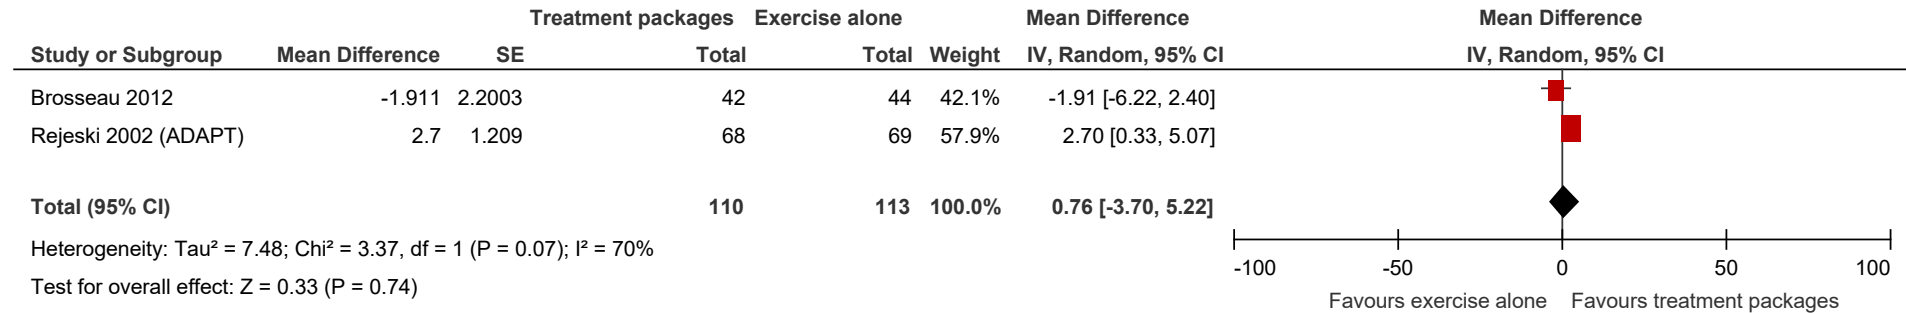 Treatment packages Exercise alone Mean Difference Mean Difference
Study or Subgroup Mean Difference SE Total Total Weight IV, Random, 95% CI IV, Random, 95% CI
Brosseau 2012 -1.911 2.2003 42 44 42.1% -1.91 [-6.22, 2.40]
Rejeski 2002 (ADAPT) 2.7 1.209 68 69 57.9% 2.70 [0.33, 5.07]
Total (95% CI) 110 113 100.0% 0.76 [-3.70, 5.22]
Heterogeneity: Tau² = 7.48; Chi² = 3.37, df = 1 (P = 0.07); I² = 70%
Test for overall effect: Z = 0.33 (P = 0.74)
-100 -50 0 50 100
Favours exercise alone Favours treatment packages